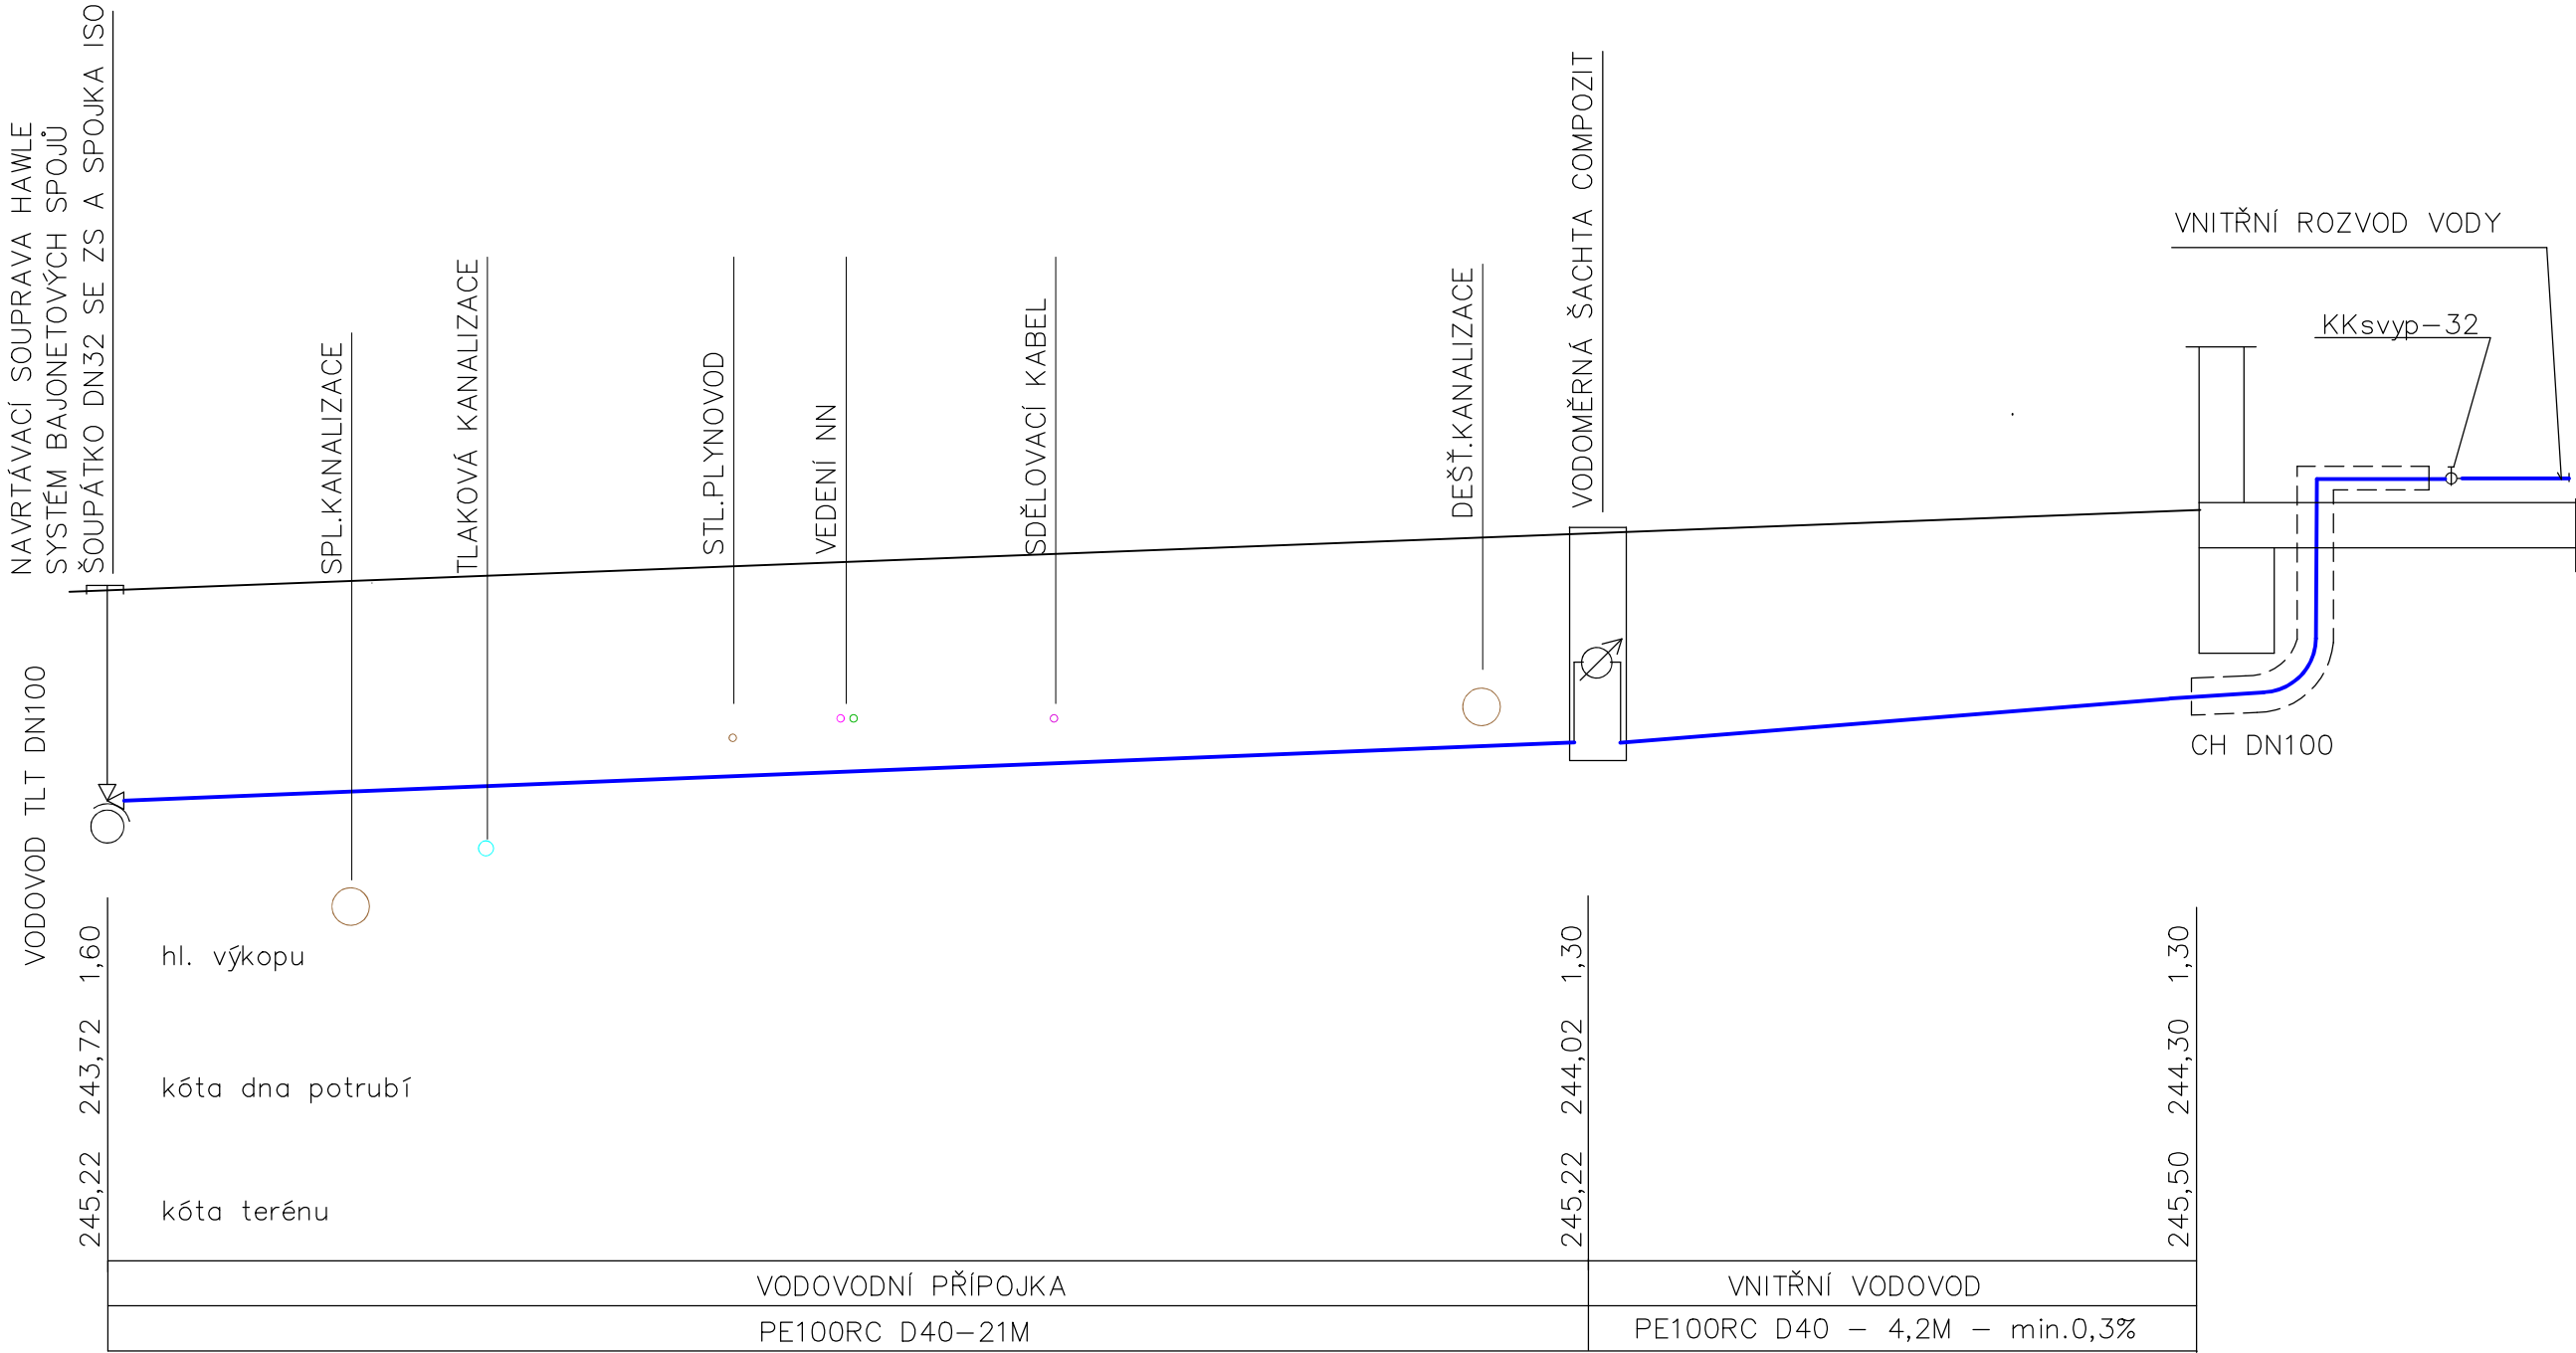 NAVRTÁVACÍ SOUPRAVA HAWLE
SYSTÉM BAJONETOVÝCH SPOJŮ
ŠOUPÁTKO DN32 SE ZS A SPOJKA ISO
SPL.KANALIZACE
TLAKOVÁ KANALIZACE
STL.PLYNOVOD
VEDENÍ NN
SDĚLOVACÍ KABEL
DEŠŤ.KANALIZACE
VODOMĚRNÁ ŠACHTA COMPOZIT
VNITŘNÍ ROZVOD VODY
KKsvyp-32
CH DN100
VODOVOD TLT DN100
1,60
hl. výkopu
1,30
1,30
243,72
kóta dna potrubí
244,02
244,30
245,22
kóta terénu
245,22
245,50
VODOVODNÍ PŘÍPOJKA
VNITŘNÍ VODOVOD
PE100RC D40-21M
PE100RC D40 - 4,2M - min.0,3%